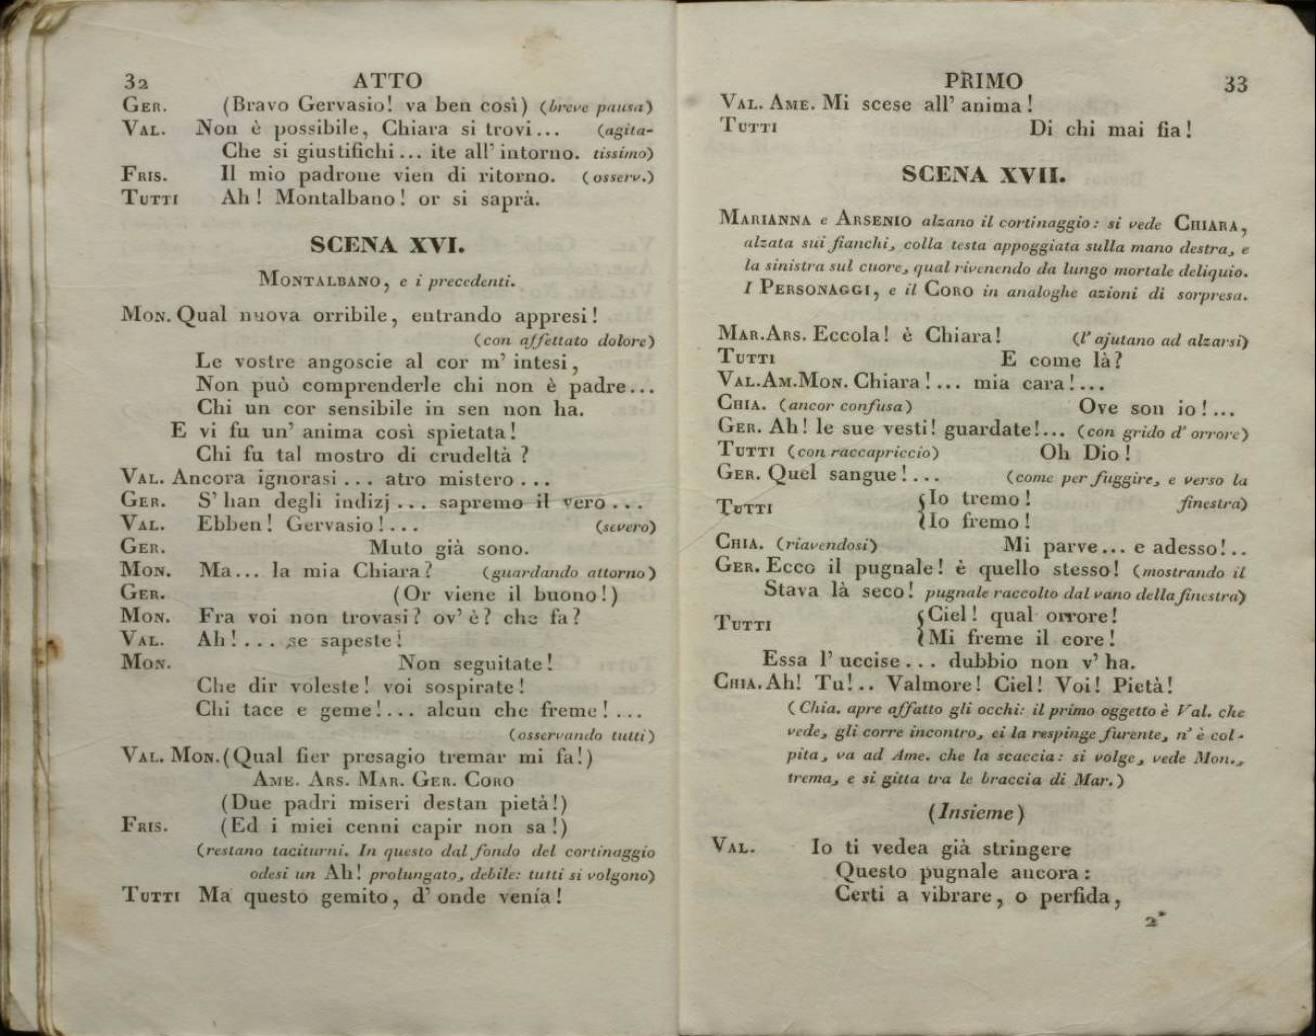 32 ATTO
GER. (Bravo Gervasio! va ben così) (breve pausa)
VAL. Non è possibile, Chiara si trovi... (agita-
Che si giustifichi... ite all' intorno. tissimo)
FRIS. Il mio padrone vien di ritorno. (osserv.)
TUTTI Ah! Montalbano! or si saprà.
SCENA XVI.
MONTALBANO, e i precedenti.
MON. Qual nuova orribile, entrando appresi!
(con affettato dolore)
Le vostre angoscie al cor m' intesi,
Non può comprenderle chi non è padre...
Chi un cor sensibile in sen non ha.
E vi fu un' anima così spietata!
Chi fu tal mostro di crudeltà?
VAL. Ancora ignorasi... atro mistero...
GER. S' han degli indizj... sapremo il vero...
VAL. Ebben! Gervasio!... (severo)
GER. Muto già sono.
MON. Ma... la mia Chiara? (guardando attorno)
GER. (Or viene il buono!)
MON. Fra voi non trovasi? ov' è? che fa?
VAL. Ah!... se sapeste!
MON. Non seguitate!
Che dir voleste! voi sospirate!
Chi tace e geme!... alcun che freme!...
(osservando tutti)
VAL. MON. (Qual fier presagio tremar mi fa!)
AME. ARS. MAR. GER. CORO
(Due padri miseri destan pietà!)
FRIS. (Ed i miei cenni capir non sa!)
(restano taciturni. In questo dal fondo del cortinaggio
odesi un Ah! prolungato, debile: tutti si volgono)
TUTTI Ma questo gemito, d' onde venía!
PRIMO 33
VAL. AME. Mi scese all' anima!
TUTTI Di chi mai fia!
SCENA XVII.
MARIANNA e ARSENIO alzano il cortinaggio: si vede CHIARA,
alzata sui fianchi, colla testa appoggiata sulla mano destra, e
la sinistra sul cuore, qual rivenendo da lungo mortale deliquio.
I PERSONAGGI, e il CORO in analoghe azioni di sorpresa.
MAR. ARS. Eccola! è Chiara! (l' ajutano ad alzarsi)
TUTTI E come là?
VAL. AM. MON. Chiara!... mia cara!...
CHIA. (ancor confusa) Ove son io!...
GER. Ah! le sue vesti! guardate!... (con grido d' orrore)
TUTTI (con raccapriccio) Oh Dio!
GER. Quel sangue!... (come per fuggire, e verso la
TUTTI {Io tremo! finestra)
{Io fremo!
CHIA. (riavendosi) Mi parve... e adesso!..
GER. Ecco il pugnale! è quello stesso! (mostrando il
Stava là seco! pugnale raccolto dal vano della finestra)
TUTTI {Ciel! qual orrore!
{Mi freme il core!
Essa l' uccise... dubbio non v' ha.
CHIA. Ah! Tu!.. Valmore! Ciel! Voi! Pietà!
(Chia. apre affatto gli occhi: il primo oggetto è Val. che
vede, gli corre incontro, ei la respinge furente, n' è col-
pita, va ad Ame. che la scaccia: si volge, vede Mon.,
trema, e si gitta tra le braccia di Mar.)
(Insieme)
VAL. Io ti vedea già stringere
Questo pugnale ancora:
Certi a vibrare, o perfida,
2*